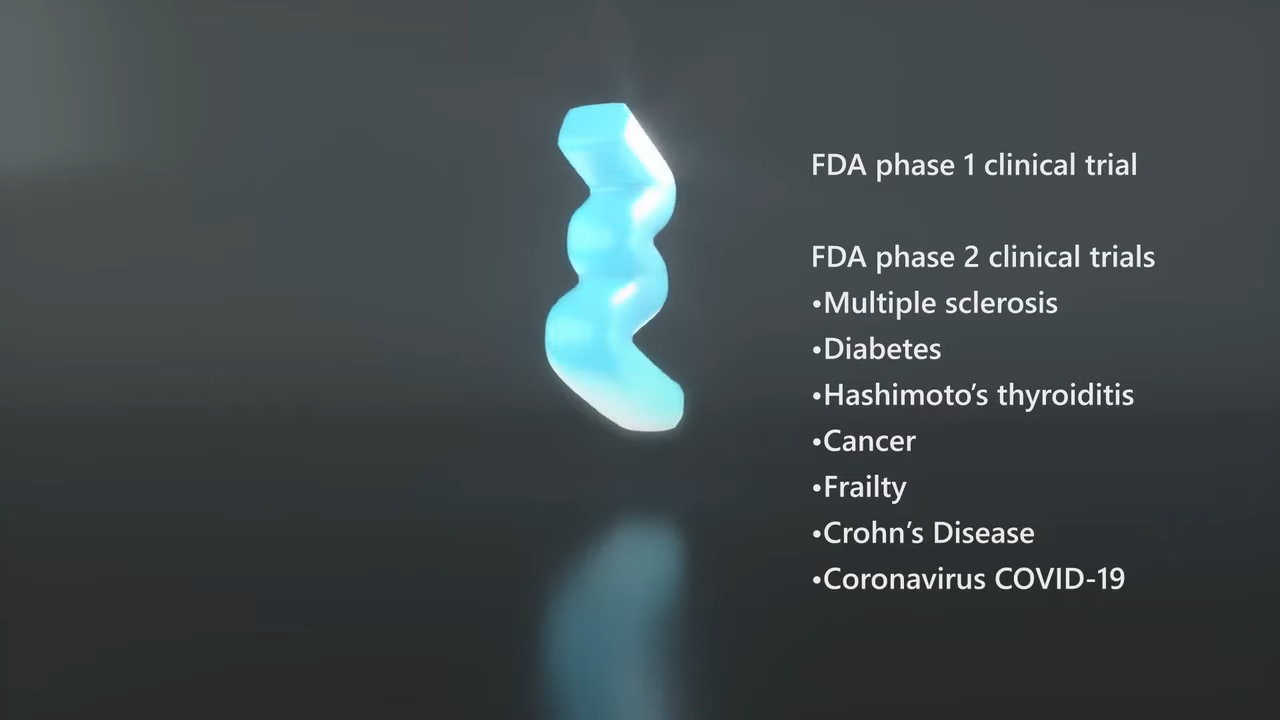 FDA phase 1 clinical trial
FDA phase 2 clinical trials
•Multiple sclerosis
•Diabetes
•Hashimoto’s thyroiditis
•Cancer
•Frailty
•Crohn’s Disease
•Coronavirus COVID-19